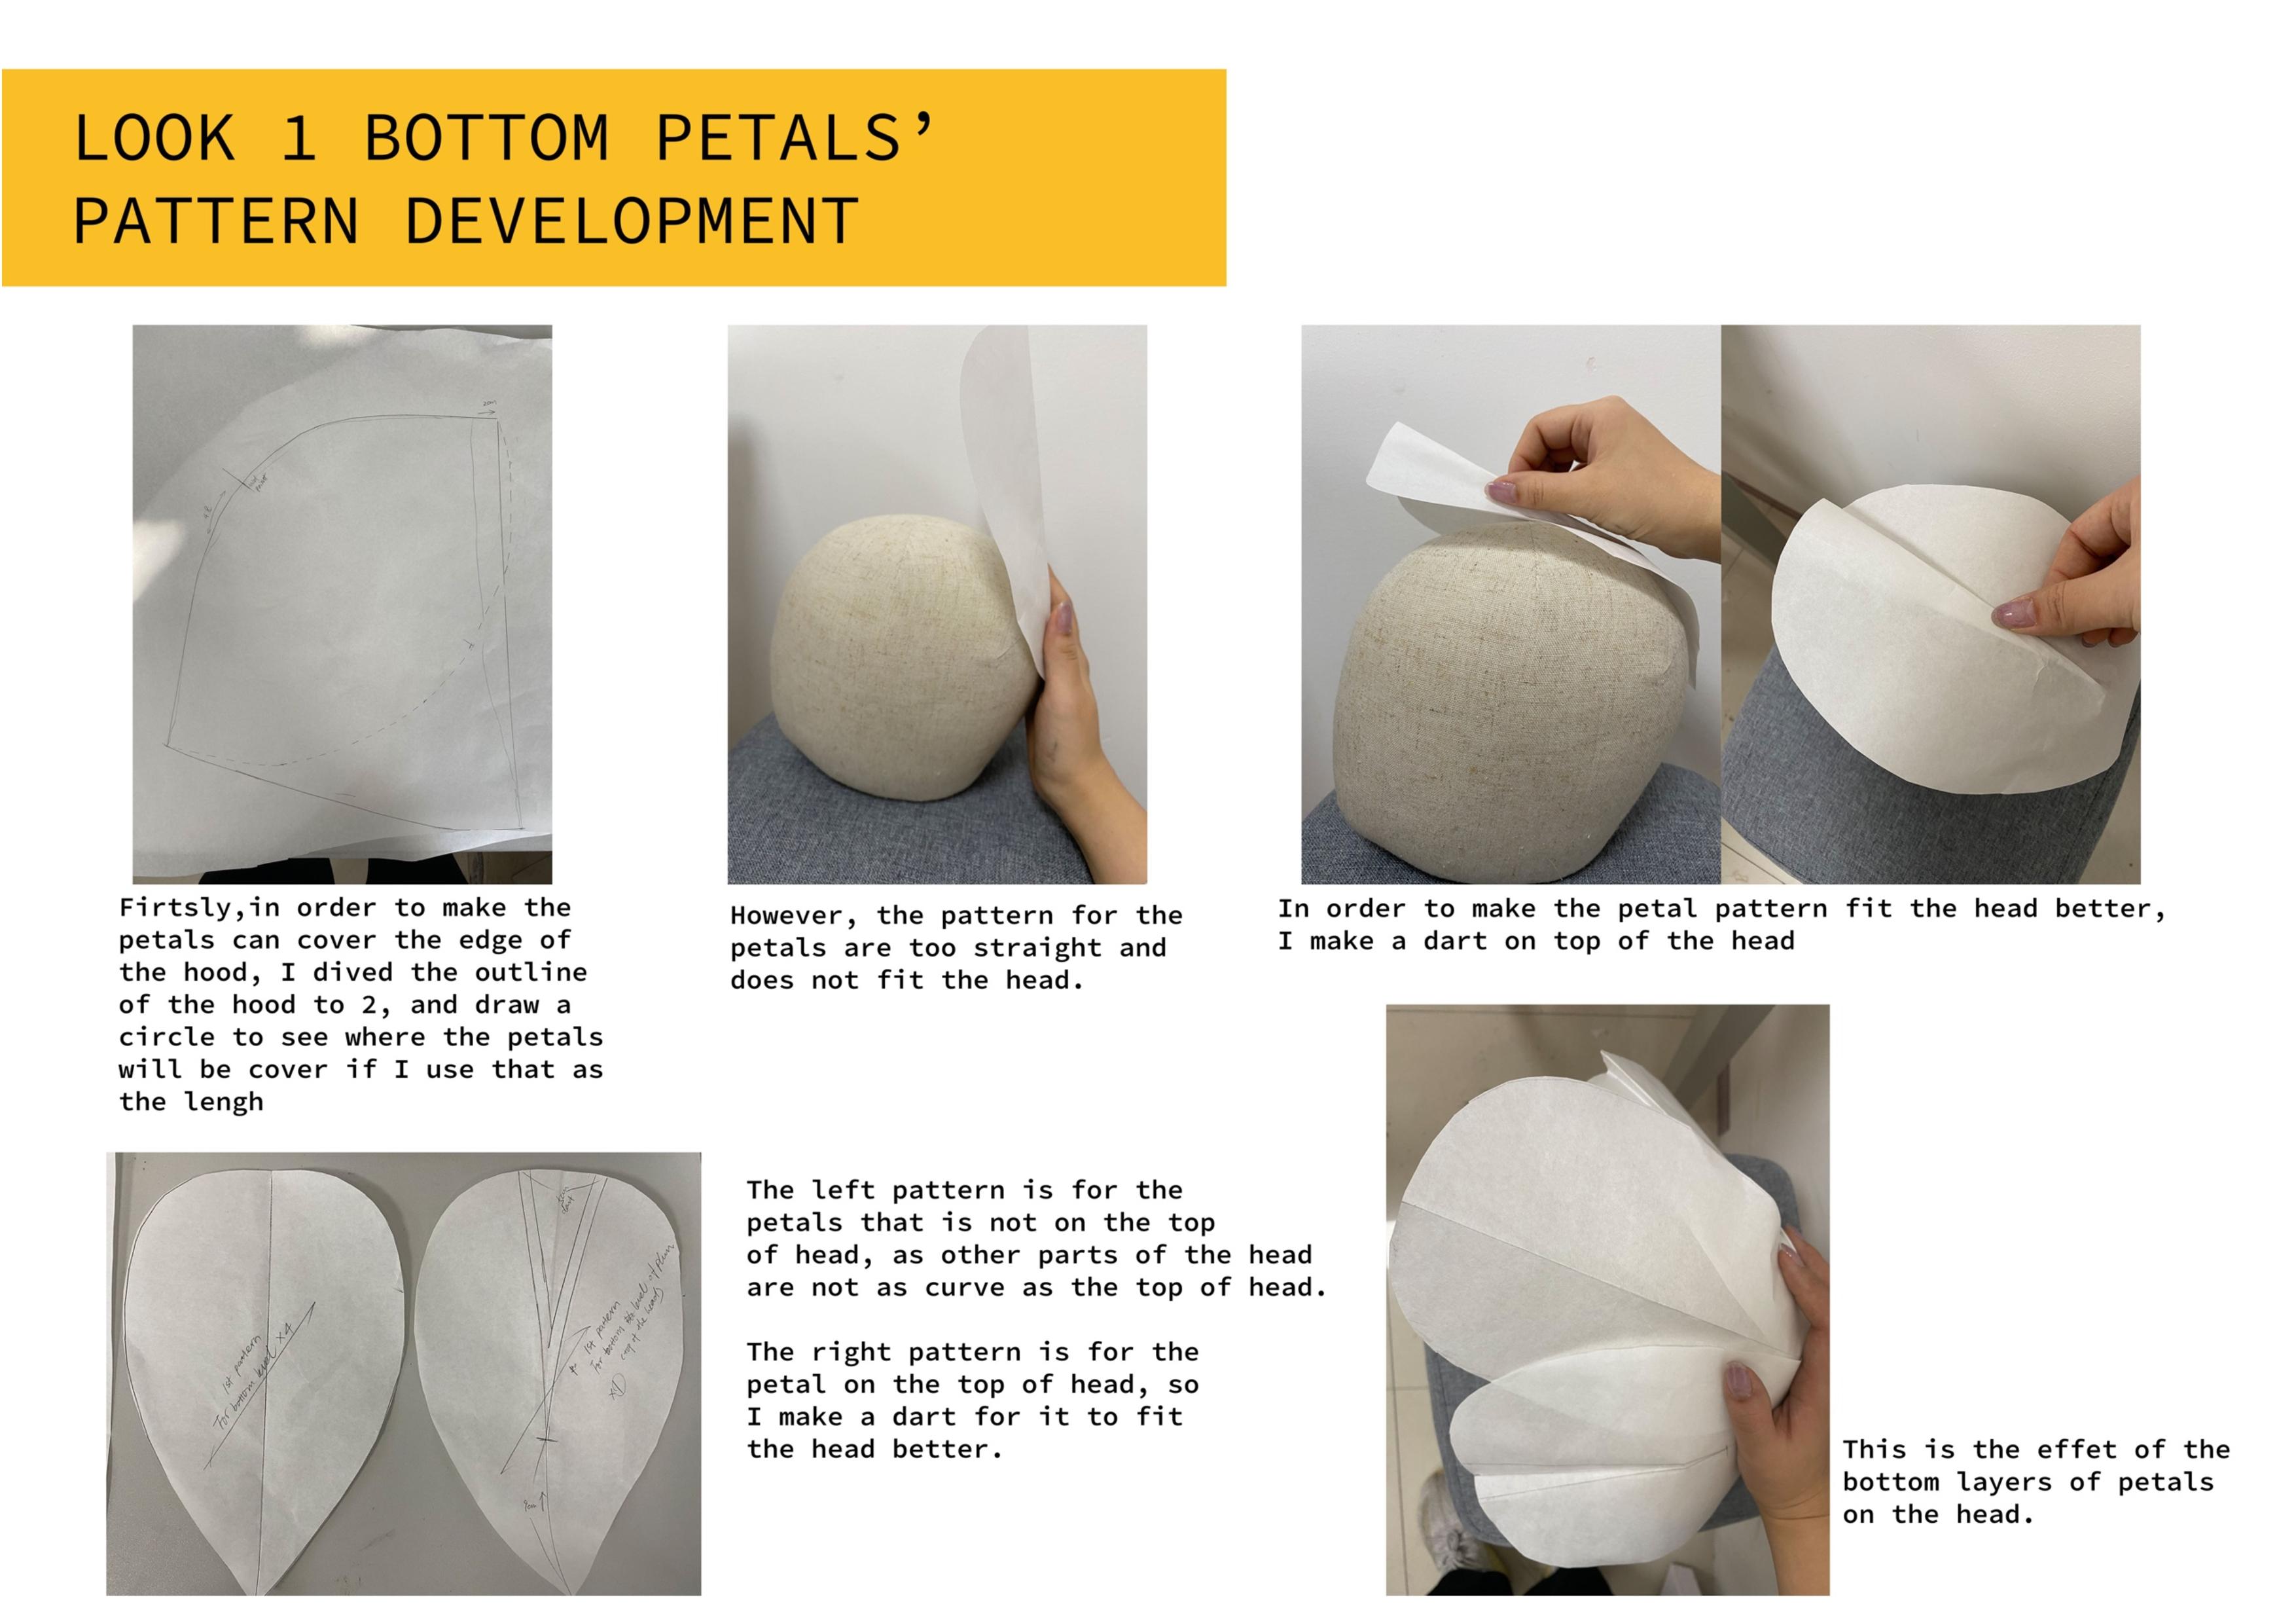 LOOK 1 BOTTOM PETALS’
PATTERN DEVELOPMENT
Firtsly,in order to make the
petals can cover the edge of
the hood, I dived the outline
of the hood to 2, and draw a
circle to see where the petals
will be cover if I use that as
the lengh
However, the pattern for the
petals are too straight and
does not fit the head.
In order to make the petal pattern fit the head better,
I make a dart on top of the head
1st pattern
For bottom level x4
1st pattern
For bottom level
top of the head
x1
The left pattern is for the
petals that is not on the top
of head, as other parts of the head
are not as curve as the top of head.
The right pattern is for the
petal on the top of head, so
I make a dart for it to fit
the head better.
This is the effet of the
bottom layers of petals
on the head.